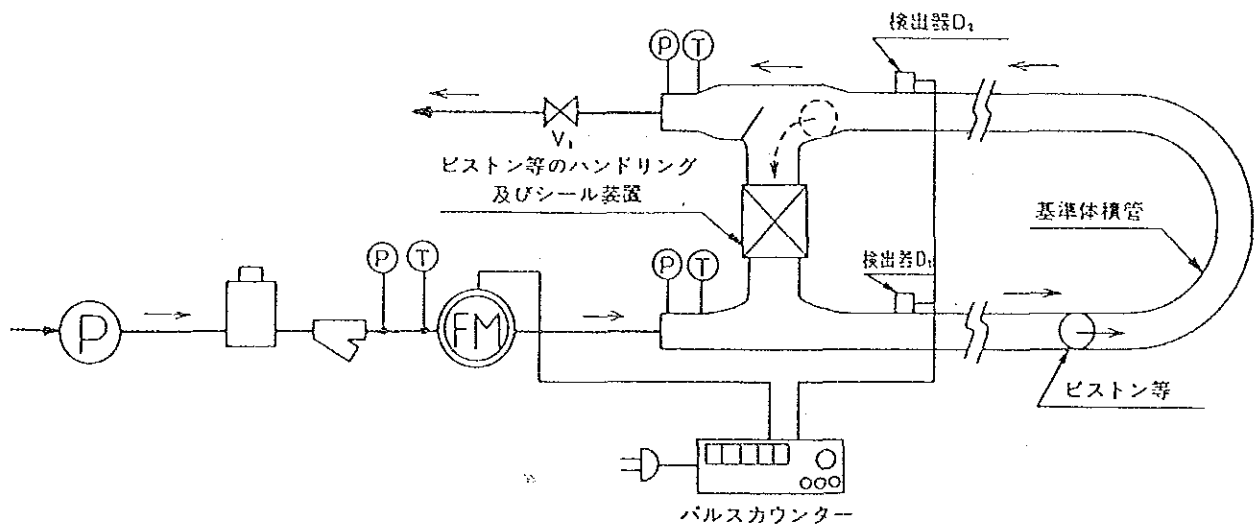 検出器D₂
P
T
V₁
ピストン等のハンドリング
及びシール装置
基準体積管
P
T
P
T
検出器D₁
P
FM
ピストン等
パルスカウンター